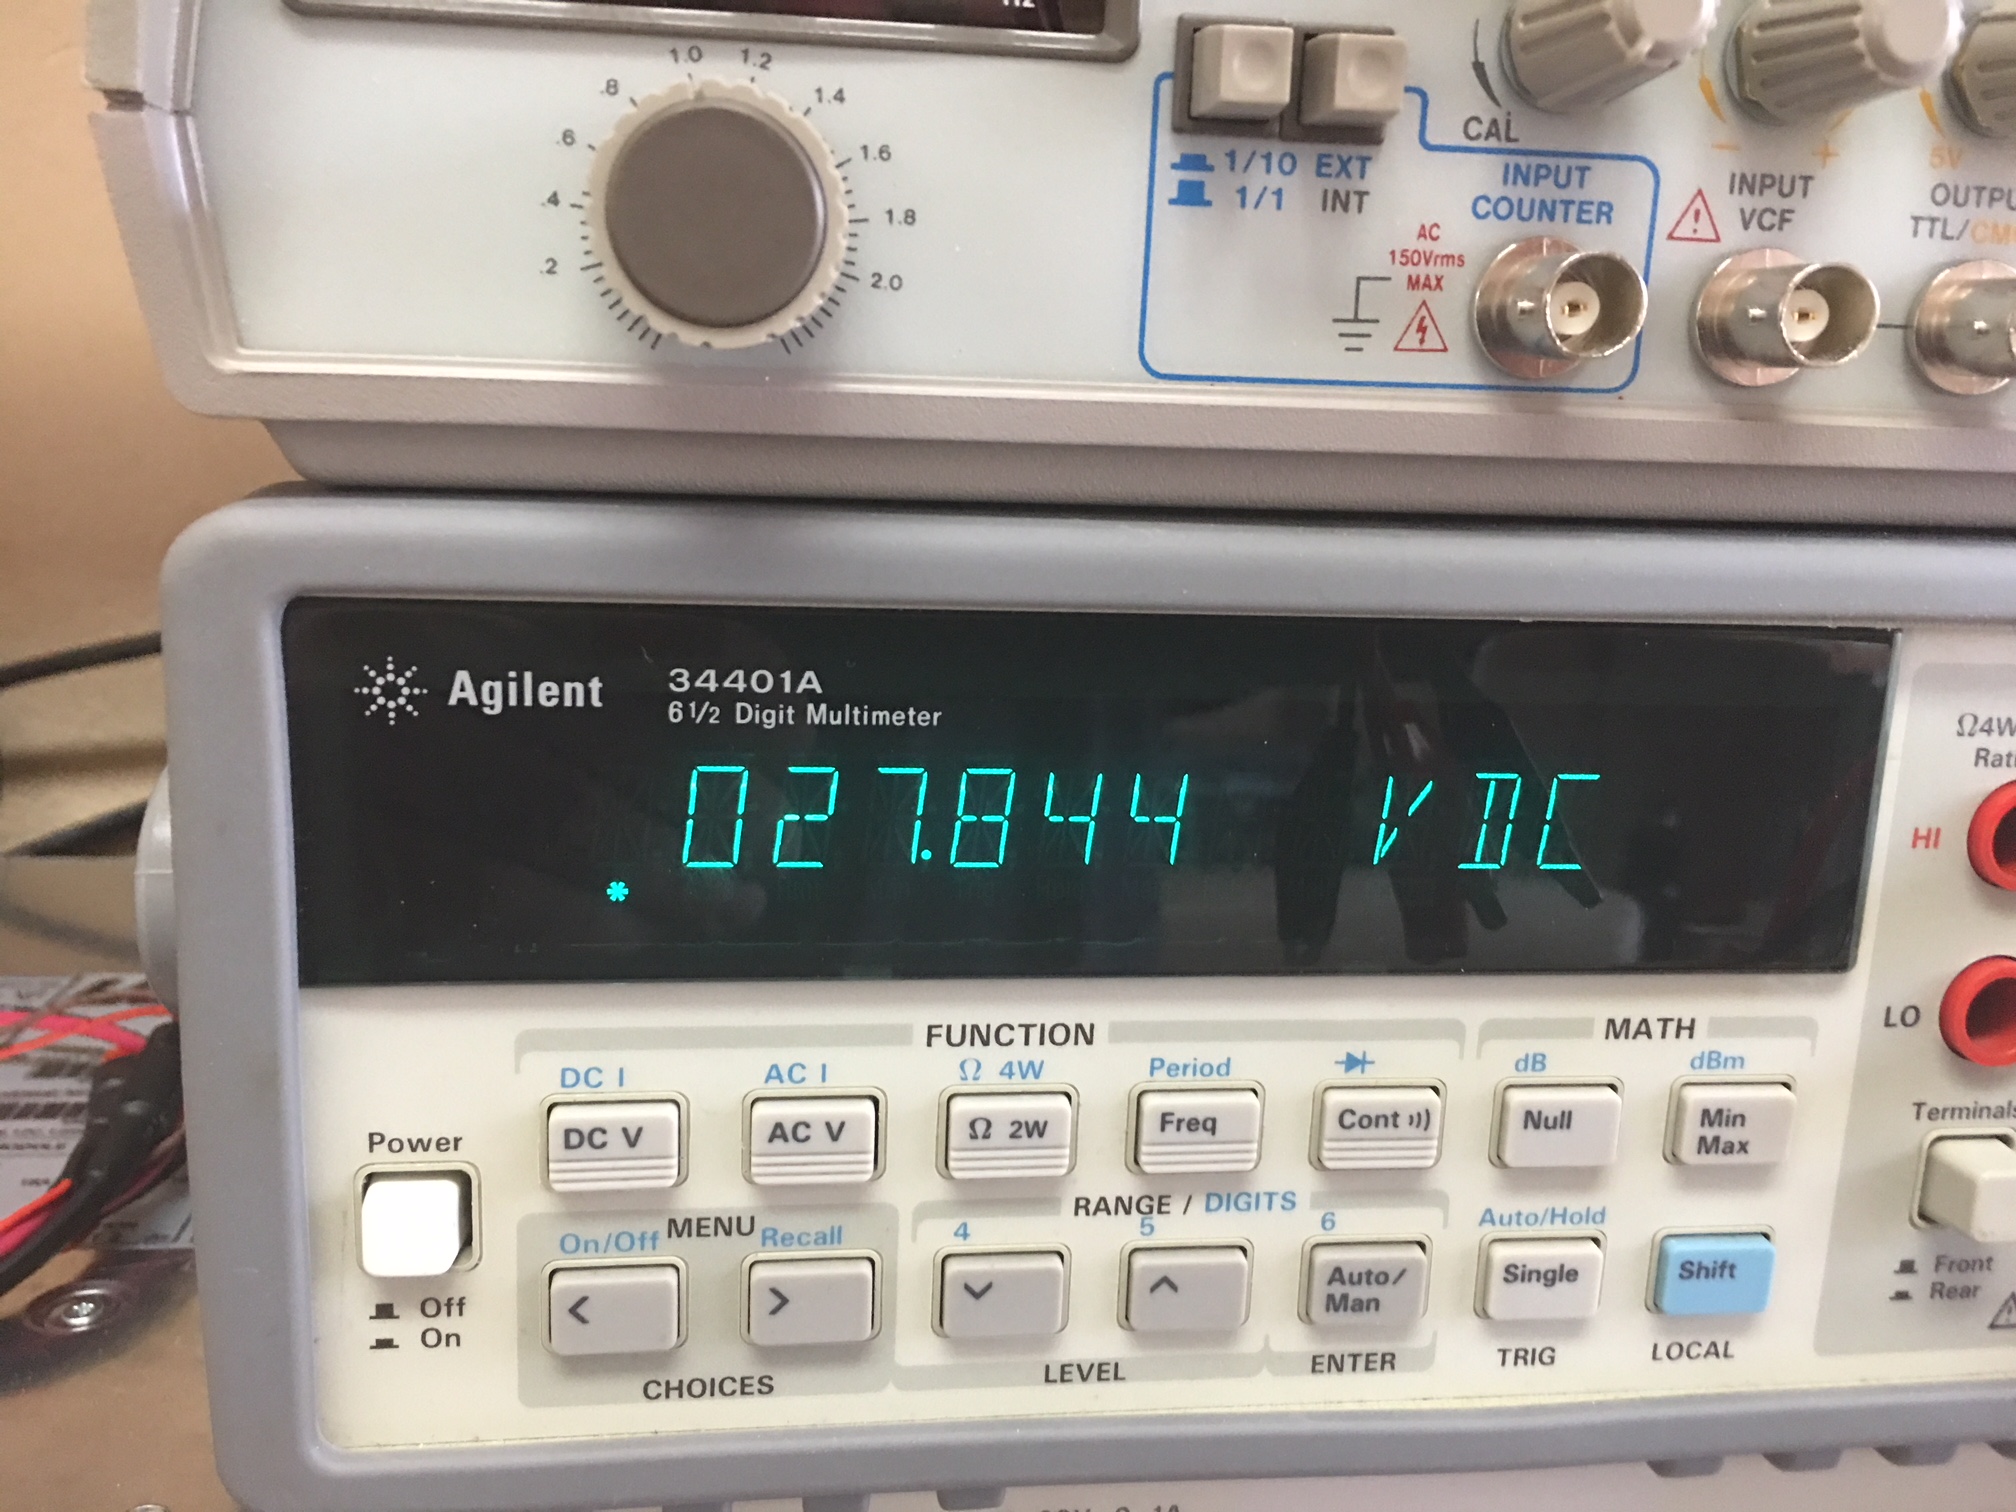 1.0 1.2
.8 1.4
.6 1.6
.4 1.8
.2 2.0
1/10 EXT
1/1 INT
CAL
INPUT
COUNTER
AC
150Vrms
MAX
- +
INPUT
VCF
5V
TTL/
Agilent
34401A
6½ Digit Multimeter
027.844 VDC
*
Ω4W
HI
LO
FUNCTION
MATH
DC I AC I Ω 4W Period dB dBm
DC V AC V Ω 2W Freq Cont Null Min
Max
Power
Off
On
MENU
On/Off Recall
< >
CHOICES
RANGE / DIGITS
4 5 6
Auto/
Man
LEVEL
ENTER
Auto/Hold
Single
TRIG
Shift
LOCAL
Terminals
Front
Rear